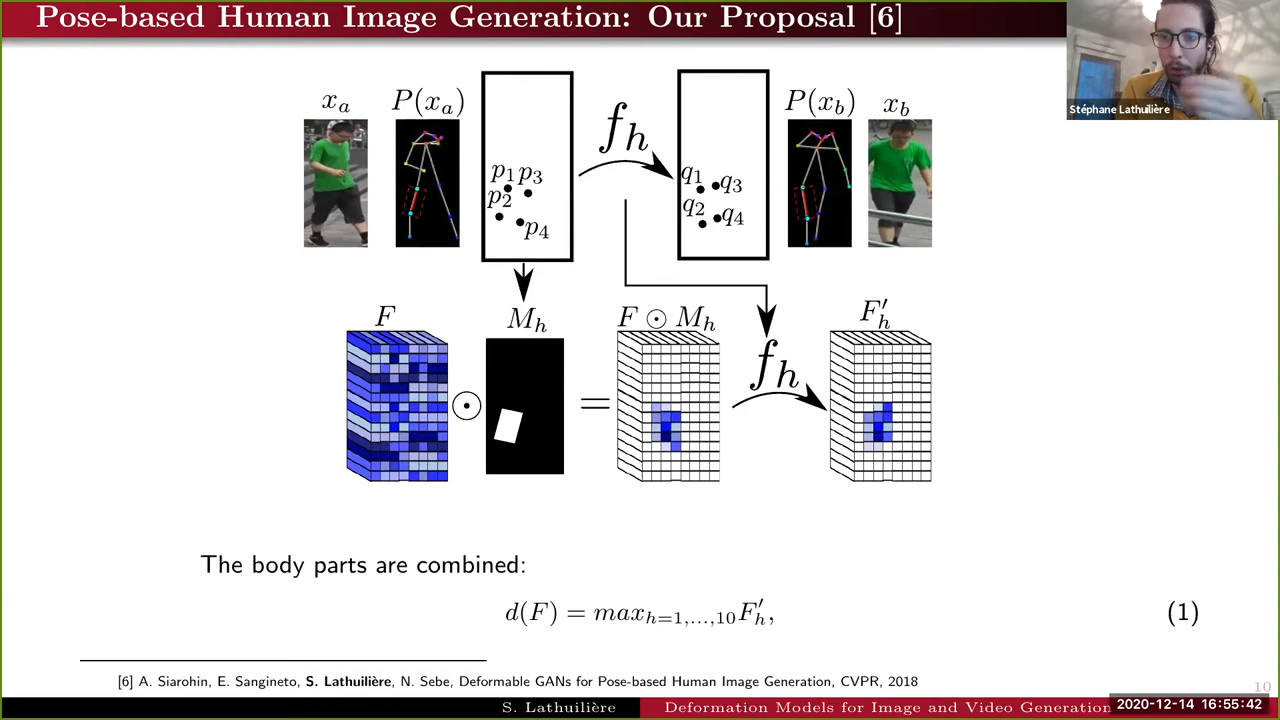 Pose-based Human Image Generation: Our Proposal [6]
Stéphane Lathuilière
x_a P(x_a) f_h P(x_b) x_b
p_1 p_3 q_1 q_3
p_2 q_2 q_4
p_4
F M_h F ⊙ M_h F'_h
f_h
⊙ =
The body parts are combined:
d(F) = max_{h=1,...,10} F'_h, (1)
[6] A. Siarohin, E. Sangineto, S. Lathuilière, N. Sebe, Deformable GANs for Pose-based Human Image Generation, CVPR, 2018
10
S. Lathuilière Deformation Models for Image and Video Generation
2020-12-14 16:55:42